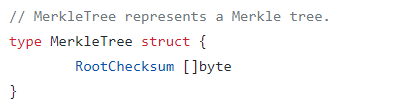 // MerkleTree represents a Merkle tree.
type MerkleTree struct {
        RootChecksum []byte
}